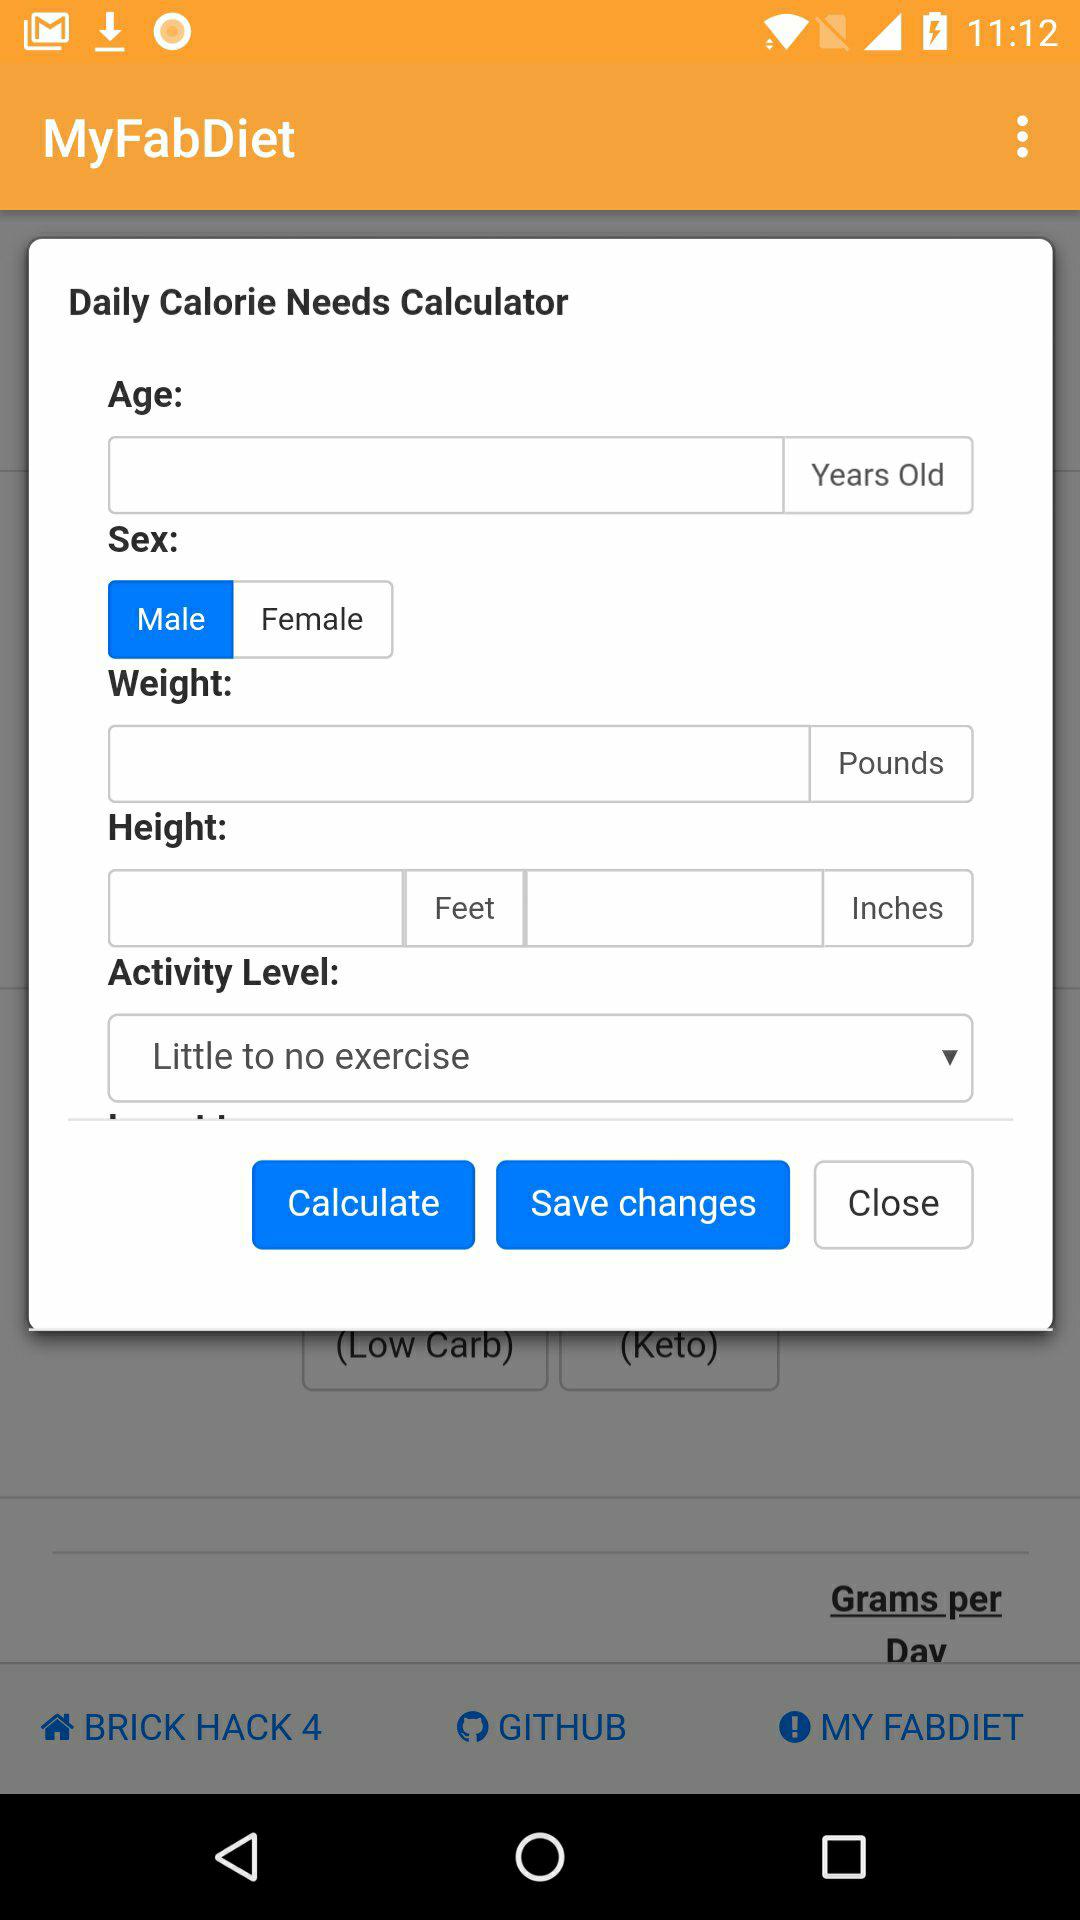 11:12
MyFabDiet
Daily Calorie Needs Calculator
Age:
Years Old
Sex:
Male Female
Weight:
Pounds
Height:
Feet Inches
Activity Level:
Little to no exercise
Calculate Save changes Close
(Low Carb) (Keto)
Grams per
Day
BRICK HACK 4 GITHUB MY FABDIET